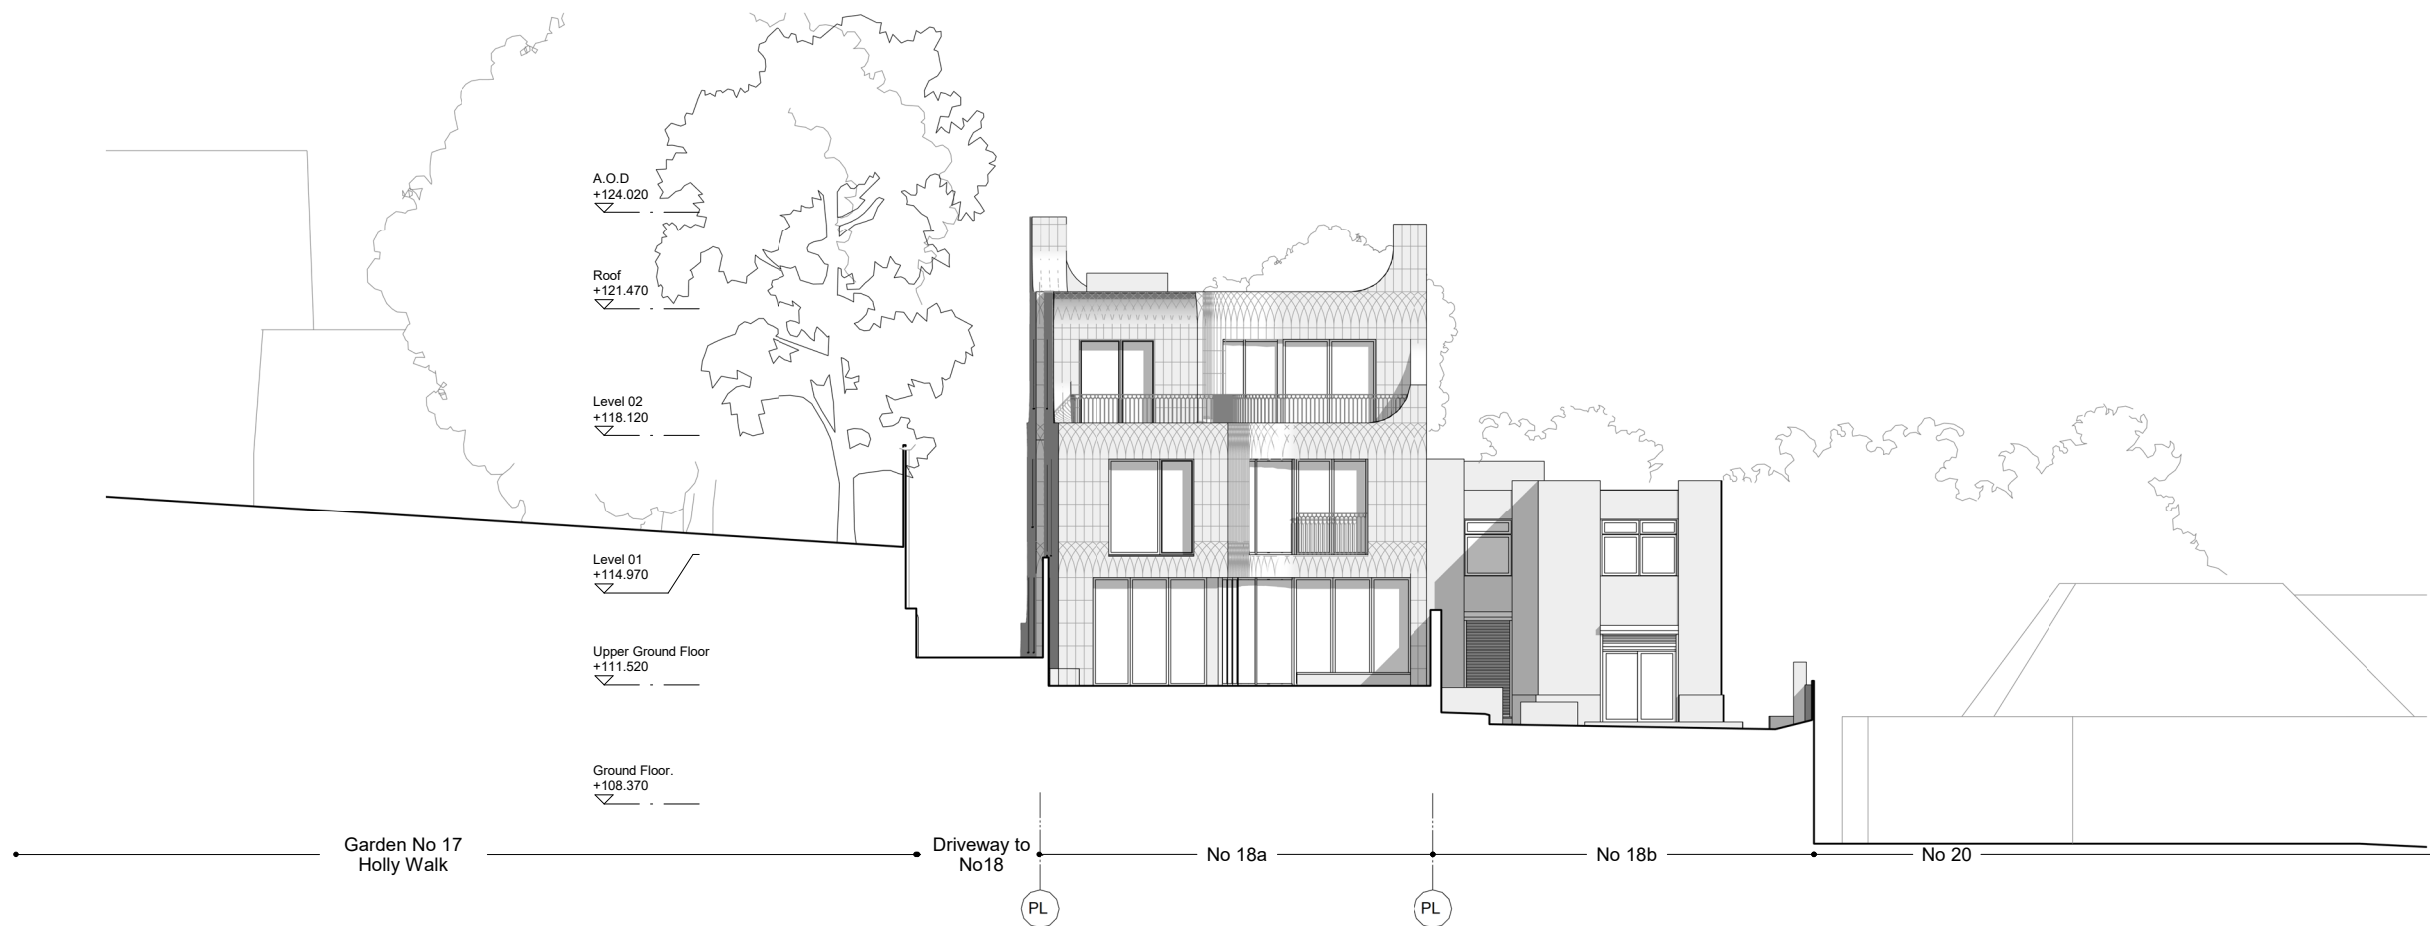 A.O.D
+124.020
Roof
+121.470
Level 02
+118.120
Level 01
+114.970
Upper Ground Floor
+111.520
Ground Floor.
+108.370
Garden No 17
Holly Walk
Driveway to
No18
No 18a
No 18b
No 20
PL
PL